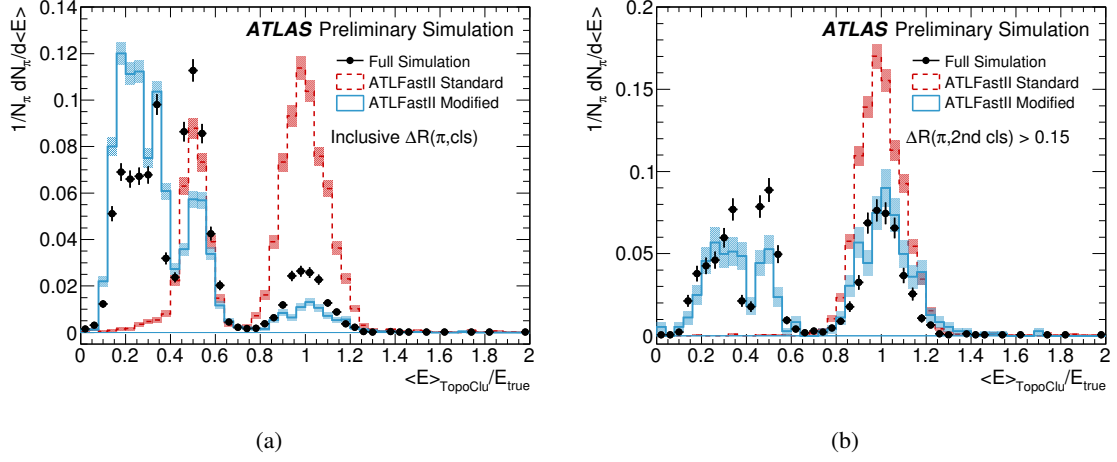 1/N_π dN_π/d<E>
0.14
0.12
0.1
0.08
0.06
0.04
0.02
0
ATLAS Preliminary Simulation
Full Simulation
ATLFastII Standard
ATLFastII Modified
Inclusive ΔR(π,cls)
0 0.2 0.4 0.6 0.8 1 1.2 1.4 1.6 1.8 2
<E>_TopoClu/E_true
(a)
1/N_π dN_π/d<E>
0.2
0.15
0.1
0.05
0
ATLAS Preliminary Simulation
Full Simulation
ATLFastII Standard
ATLFastII Modified
ΔR(π,2nd cls) > 0.15
0 0.2 0.4 0.6 0.8 1 1.2 1.4 1.6 1.8 2
<E>_TopoClu/E_true
(b)